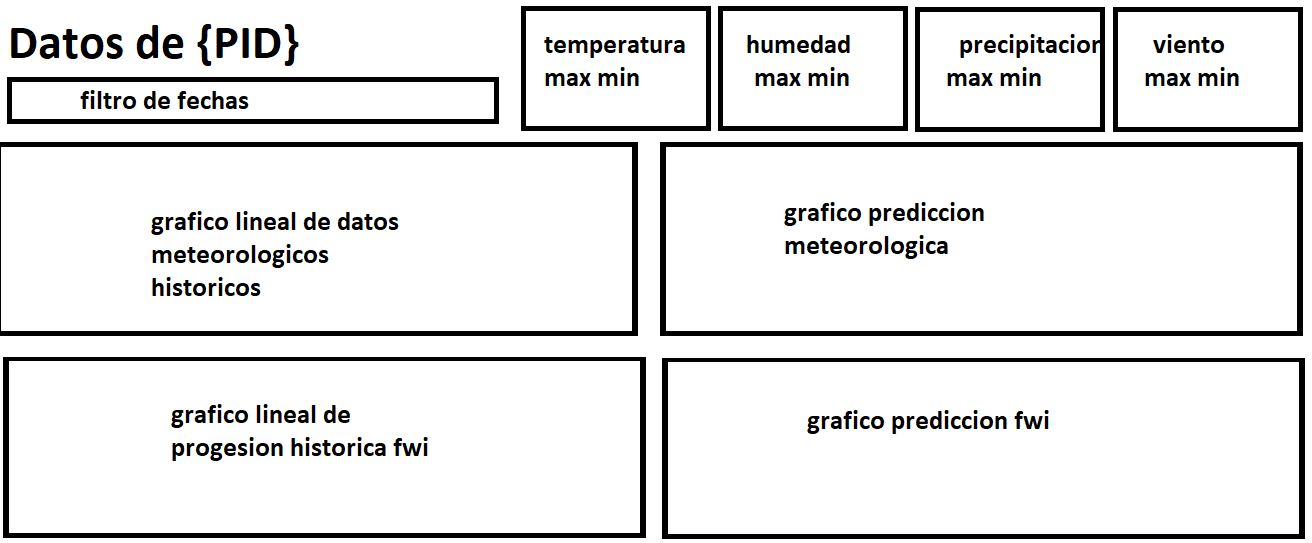 Datos de {PID}
filtro de fechas
temperatura
max min
humedad
max min
precipitacion
max min
viento
max min
grafico lineal de datos
meteorologicos
historicos
grafico prediccion
meteorologica
grafico lineal de
progesion historica fwi
grafico prediccion fwi